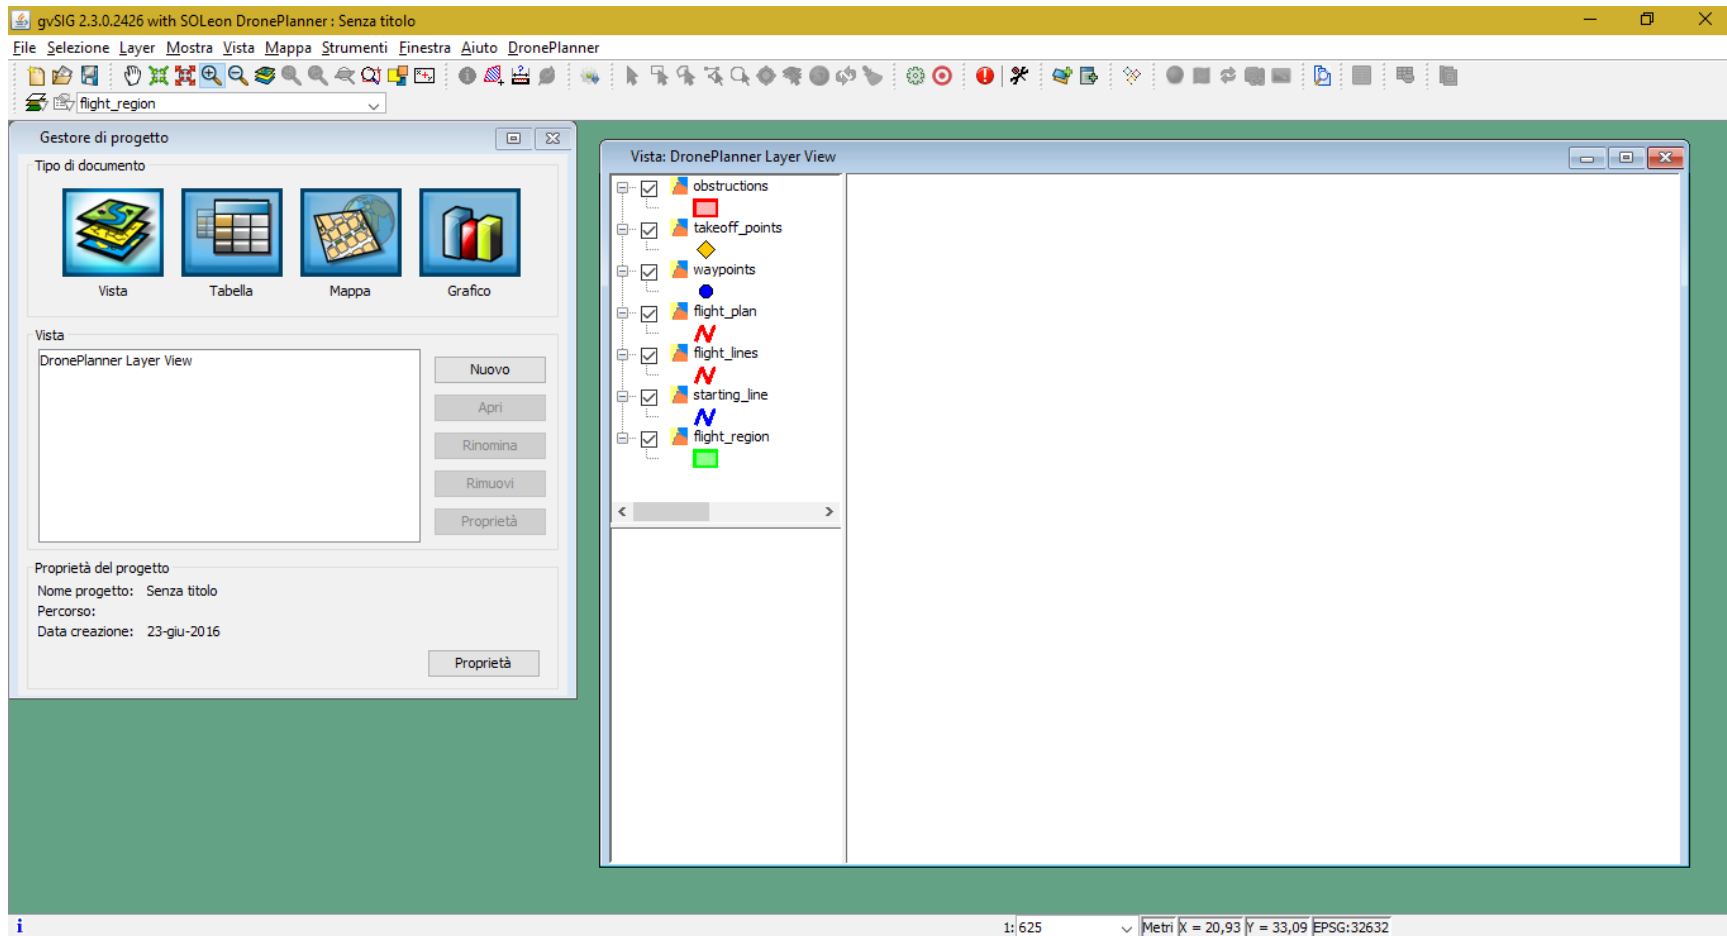 gvSIG 2.3.0.2426 with SOLeon DronePlanner : Senza titolo
File Selezione Layer Mostra Vista Mappa Strumenti Finestra Aiuto DronePlanner
flight_region
Gestore di progetto
Tipo di documento
Vista Tabella Mappa Grafico
Vista
DronePlanner Layer View
Nuovo
Apri
Rinomina
Rimuovi
Proprietà
Proprietà del progetto
Nome progetto: Senza titolo
Percorso:
Data creazione: 23-giu-2016
Proprietà
Vista: DronePlanner Layer View
obstructions
takeoff_points
waypoints
flight_plan
flight_lines
starting_line
flight_region
1: 625 Metri X = 20,93 Y = 33,09 EPSG:32632